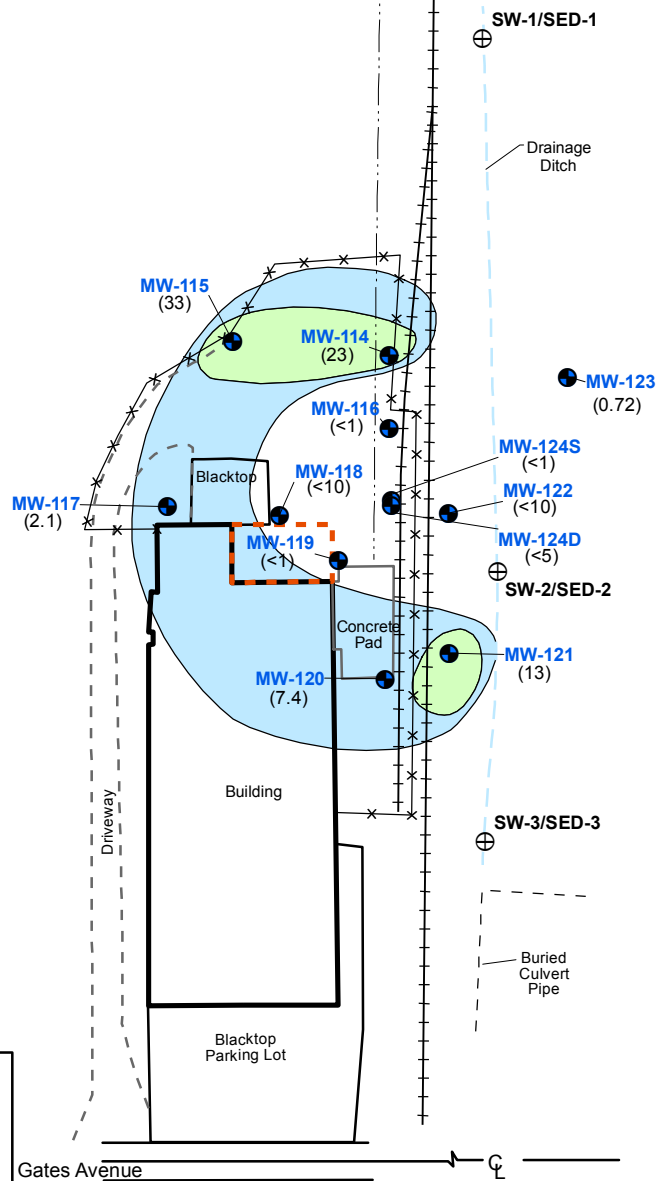 SW-1/SED-1
Drainage
Ditch
MW-115
(33)
MW-114
(23)
MW-123
(0.72)
MW-116
(<1)
MW-124S
(<1)
Blacktop
MW-118
(<10)
MW-122
(<10)
MW-117
(2.1)
MW-124D
(<5)
MW-119
(<1)
SW-2/SED-2
Concrete
Pad
MW-121
(13)
MW-120
(7.4)
Building
Driveway
SW-3/SED-3
Buried
Culvert
Pipe
Blacktop
Parking Lot
Gates Avenue
℄